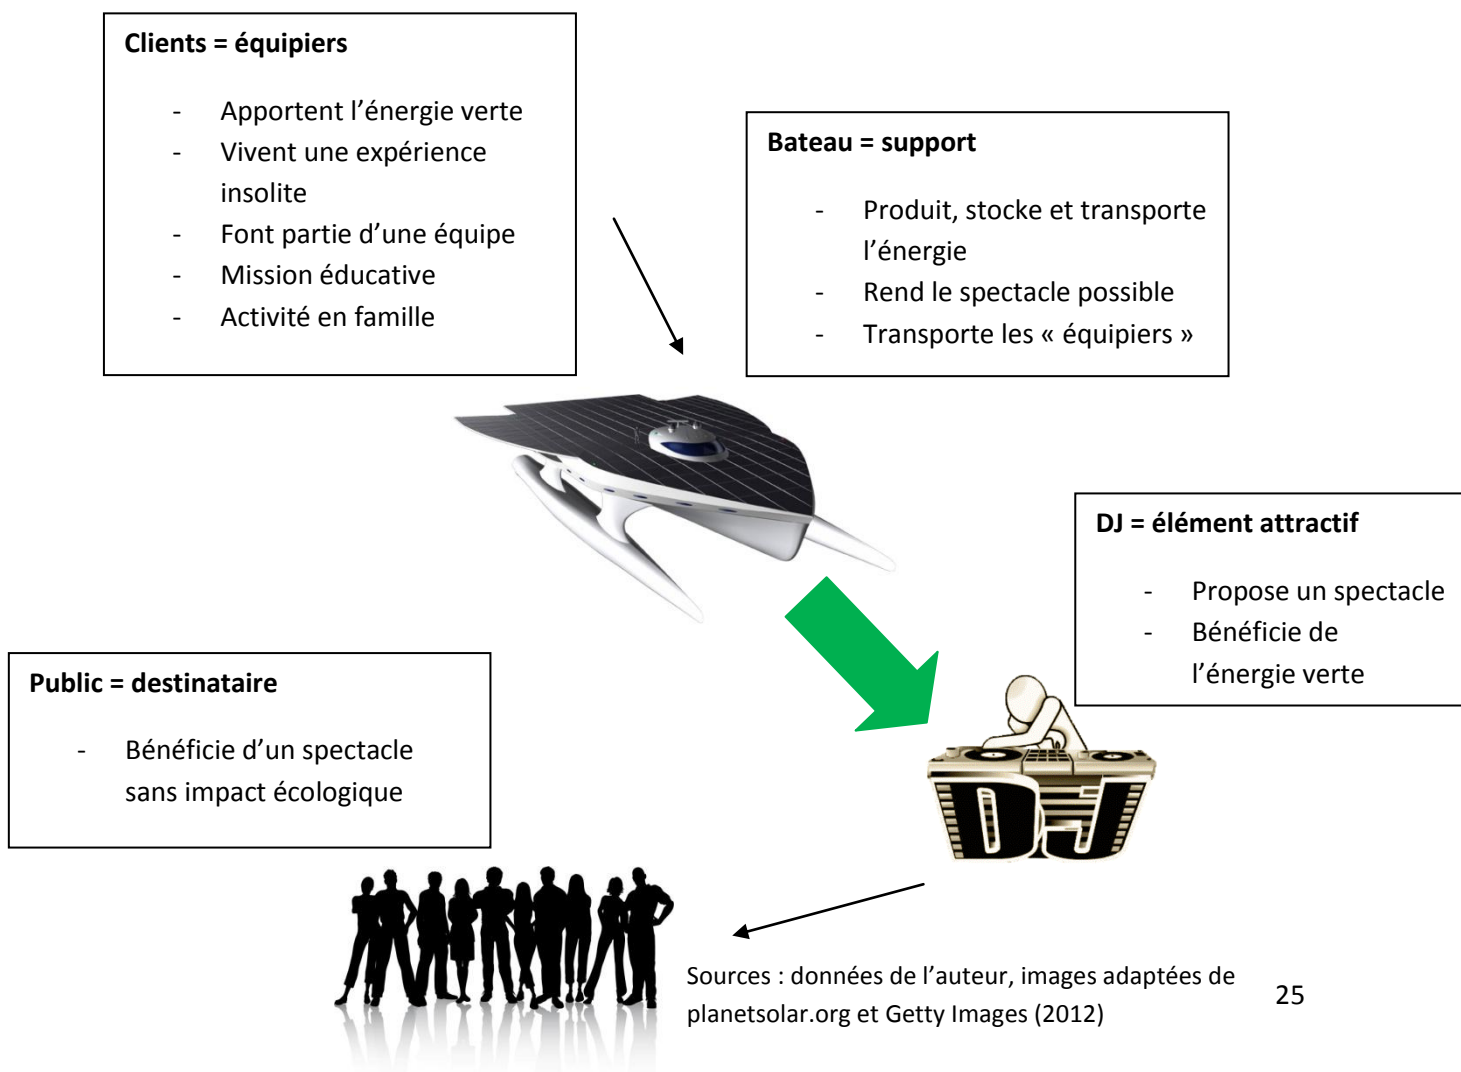 Clients = équipiers
- Apportent l’énergie verte
- Vivent une expérience
insolite
- Font partie d’une équipe
- Mission éducative
- Activité en famille
Bateau = support
- Produit, stocke et transporte
l’énergie
- Rend le spectacle possible
- Transporte les « équipiers »
DJ = élément attractif
- Propose un spectacle
- Bénéficie de
l’énergie verte
Public = destinataire
- Bénéficie d’un spectacle
sans impact écologique
DJ
Sources : données de l’auteur, images adaptées de
planetsolar.org et Getty Images (2012)
25